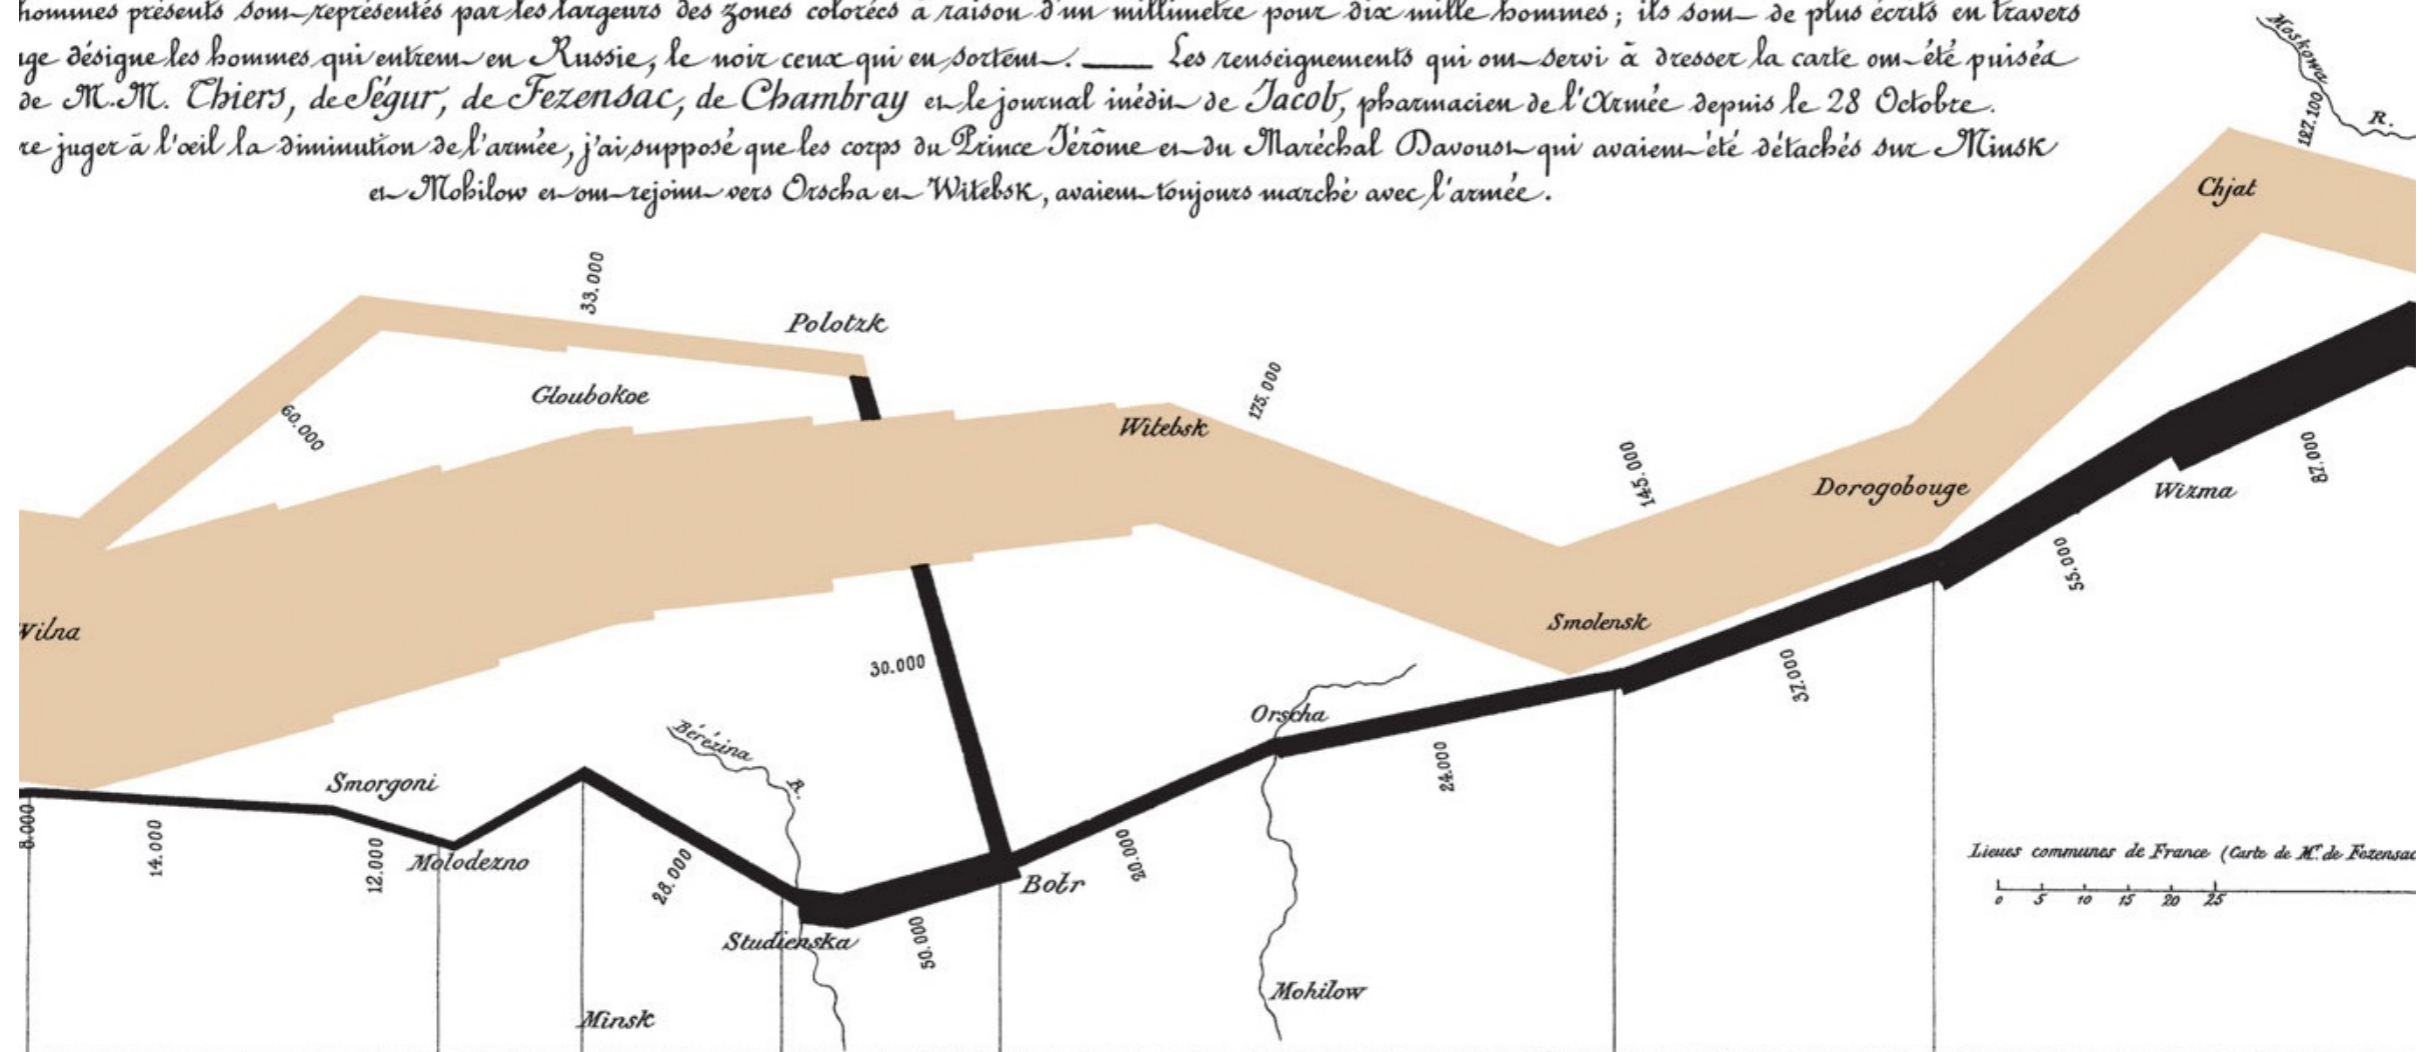 hommes présents sont représentés par les largeurs des zones colorées à raison d'un millimètre pour dix mille hommes; ils sont de plus écrits en travers
désigne les hommes qui entrent en Russie, le noir ceux qui en sortent. — Les renseignements qui ont servi à dresser la carte ont été puisés
de M.M. Thiers, de Ségur, de Fezensac, de Chambray et le journal inédit de Jacob, pharmacien de l'Armée depuis le 28 Octobre.
juger à l'œil la diminution de l'armée, j'ai supposé que les corps du Prince Jérôme et du Maréchal Davoust qui avaient été détachés sur Minsk
et Mohilow et ont rejoint vers Orscha et Witebsk, avaient toujours marché avec l'armée.
Moskowa
R.
127.100
Chjat
33.000
Polotzk
Gloubokoe
60.000
175.000
Witebsk
145.000
Dorogobouge
87.000
Wizma
55.000
Wilna
Smolensk
30.000
37.000
Orscha
Bérézina
R.
Smorgoni
24.000
8.000
14.000
12.000
Molodezno
28.000
20.000
Botr
Studienska
50.000
Lieues communes de France (Carte de M. de Fezensac
0 5 10 15 20 25
Mohilow
Minsk